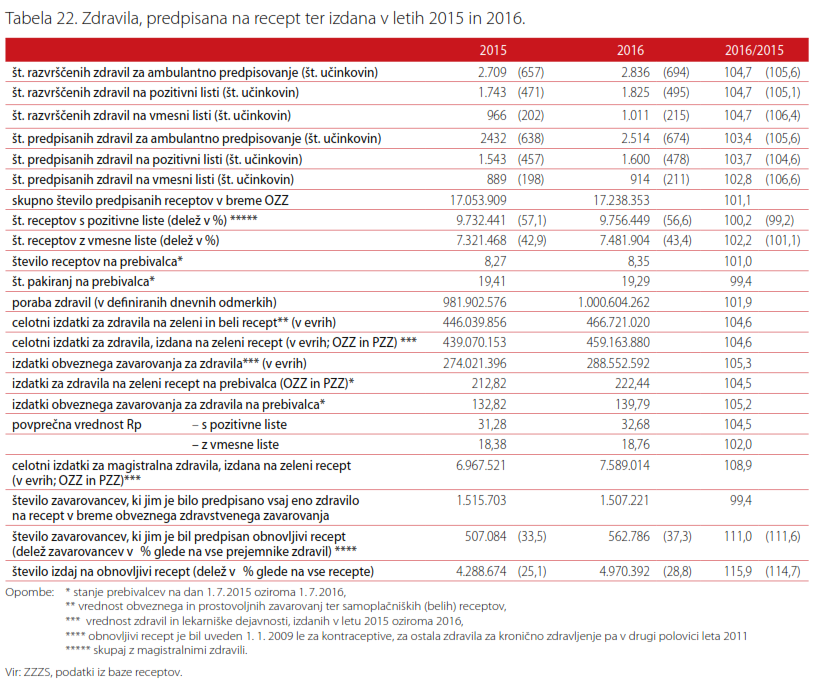 Tabela 22. Zdravila, predpisana na recept ter izdana v letih 2015 in 2016.
2015 2016 2016/2015
št. razvrščenih zdravil za ambulantno predpisovanje (št. učinkovin) 2.709 (657) 2.836 (694) 104,7 (105,6)
št. razvrščenih zdravil na pozitivni listi (št. učinkovin) 1.743 (471) 1.825 (495) 104,7 (105,1)
št. razvrščenih zdravil na vmesni listi (št. učinkovin) 966 (202) 1.011 (215) 104,7 (106,4)
št. predpisanih zdravil za ambulantno predpisovanje (št. učinkovin) 2432 (638) 2.514 (674) 103,4 (105,6)
št. predpisanih zdravil na pozitivni listi (št. učinkovin) 1.543 (457) 1.600 (478) 103,7 (104,6)
št. predpisanih zdravil na vmesni listi (št. učinkovin) 889 (198) 914 (211) 102,8 (106,6)
skupno število predpisanih receptov v breme OZZ 17.053.909 17.238.353 101,1
št. receptov s pozitivne liste (delež v %) ***** 9.732.441 (57,1) 9.756.449 (56,6) 100,2 (99,2)
št. receptov z vmesne liste (delež v %) 7.321.468 (42,9) 7.481.904 (43,4) 102,2 (101,1)
število receptov na prebivalca* 8,27 8,35 101,0
št. pakiranj na prebivalca* 19,41 19,29 99,4
poraba zdravil (v definiranih dnevnih odmerkih) 981.902.576 1.000.604.262 101,9
celotni izdatki za zdravila na zeleni in beli recept** (v evrih) 446.039.856 466.721.020 104,6
celotni izdatki za zdravila, izdana na zeleni recept (v evrih; OZZ in PZZ) *** 439.070.153 459.163.880 104,6
izdatki obveznega zavarovanja za zdravila*** (v evrih) 274.021.396 288.552.592 105,3
izdatki za zdravila na zeleni recept na prebivalca (OZZ in PZZ)* 212,82 222,44 104,5
izdatki obveznega zavarovanja za zdravila na prebivalca* 132,82 139,79 105,2
povprečna vrednost Rp – s pozitivne liste 31,28 32,68 104,5
– z vmesne liste 18,38 18,76 102,0
celotni izdatki za magistralna zdravila, izdana na zeleni recept
(v evrih; OZZ in PZZ)*** 6.967.521 7.589.014 108,9
število zavarovancev, ki jim je bilo predpisano vsaj eno zdravilo
na recept v breme obveznega zdravstvenega zavarovanja 1.515.703 1.507.221 99,4
število zavarovancev, ki jim je bil predpisan obnovljivi recept
(delež zavarovancev v % glede na vse prejemnike zdravil) **** 507.084 (33,5) 562.786 (37,3) 111,0 (111,6)
število izdaj na obnovljivi recept (delež v % glede na vse recepte) 4.288.674 (25,1) 4.970.392 (28,8) 115,9 (114,7)
Opombe: * stanje prebivalcev na dan 1. 7. 2015 oziroma 1. 7. 2016,
** vrednost obveznega in prostovoljnih zavarovanj ter samoplačniških (belih) receptov,
*** vrednost zdravil in lekarniške dejavnosti, izdanih v letu 2015 oziroma 2016,
**** obnovljivi recept je bil uveden 1. 1. 2009 le za kontraceptive, za ostala zdravila za kronično zdravljenje pa v drugi polovici leta 2011
***** skupaj z magistralnimi zdravili.
Vir: ZZZS, podatki iz baze receptov.